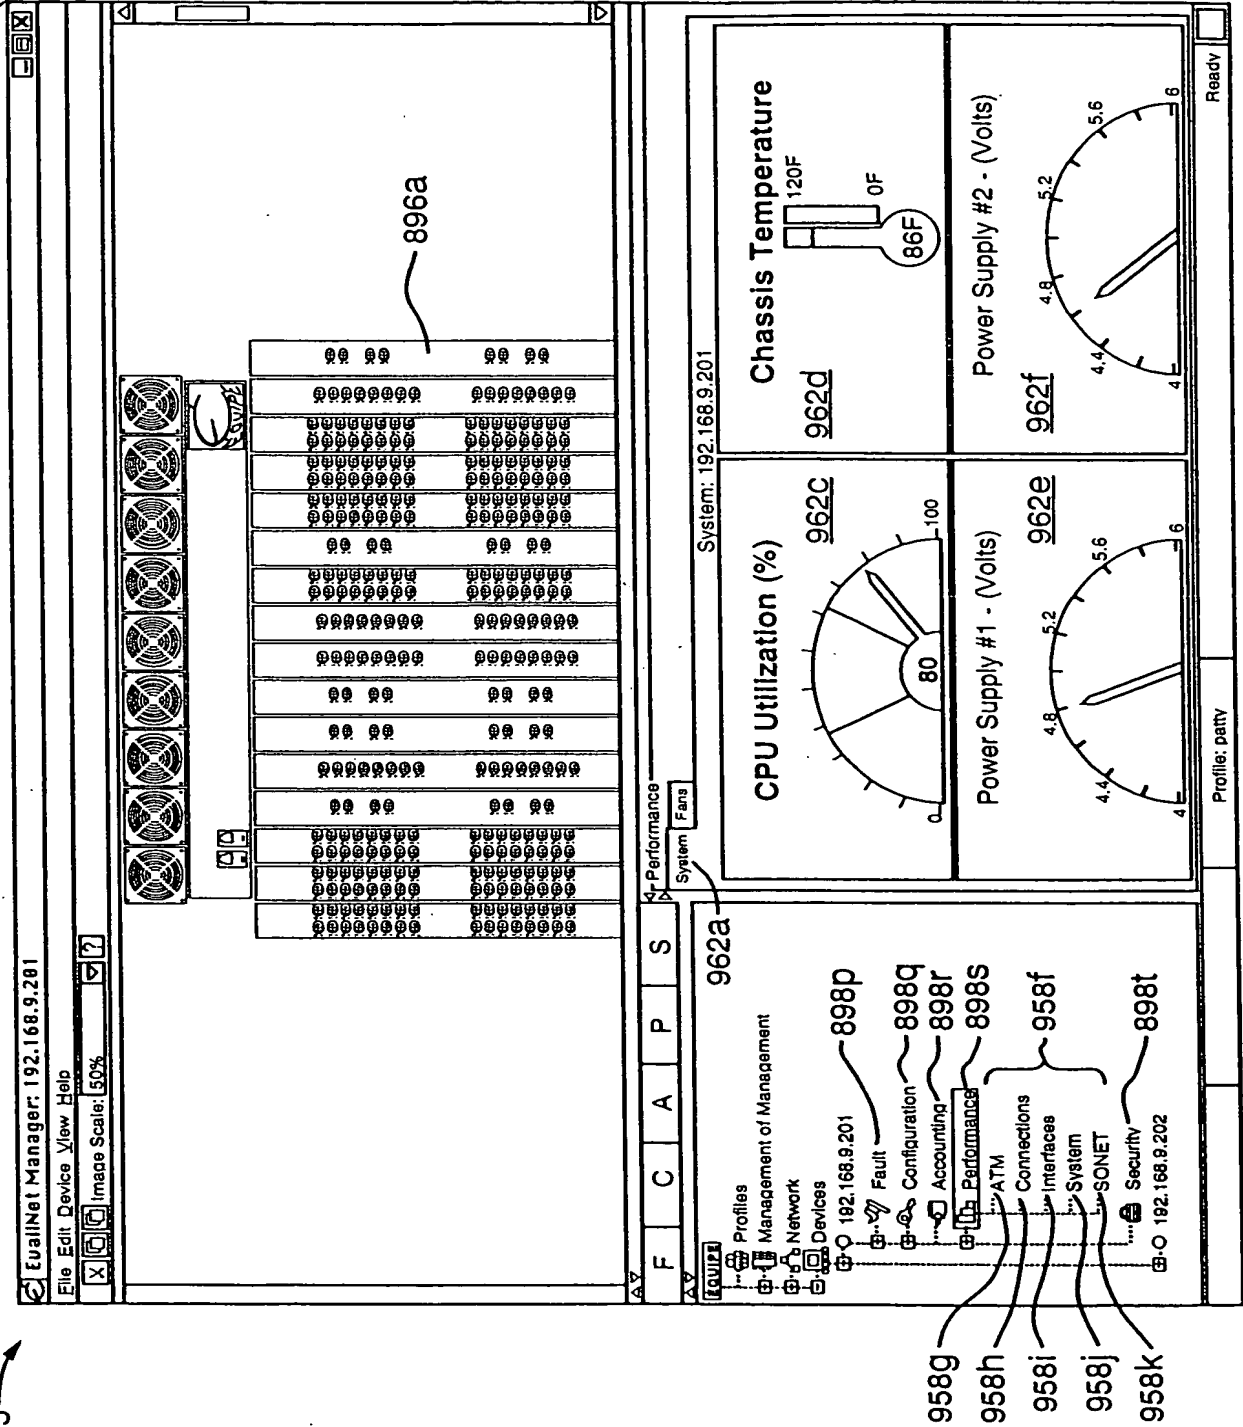 EualNet Manager: 192.168.9.201
File Edit Device View Help
Image Scale: 50%
?
896a
F C A P S
EQUIPE
Profiles
Management of Management
Network
Devices
192.168.9.201
Fault
Configuration
Accounting
Performance
ATM
Connections
Interfaces
System
SONET
Security
192.168.9.202
898p
898q
898r
898s
958f
898t
958g
958h
958i
958j
958k
962a
Performance
System Fans
System: 192.168.9.201
CPU Utilization (%)
962c
0
100
80
Chassis Temperature
962d
120F
0F
86F
Power Supply #1 - (Volts)
962e
4 4.4 4.8 5.2 5.6 6
Power Supply #2 - (Volts)
962f
4 4.4 4.8 5.2 5.6 6
Profile: patty
Ready